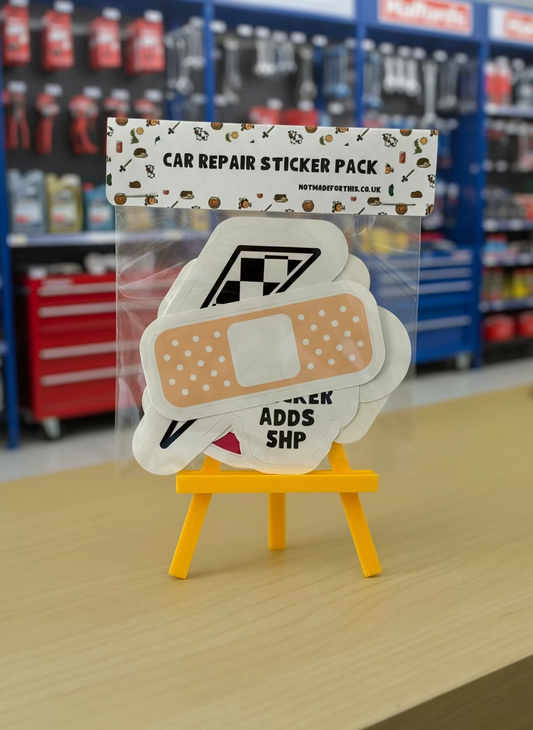 Halfords
CAR REPAIR STICKER PACK
NOTMADEFORTHIS.CO.UK
ADDS
5HP